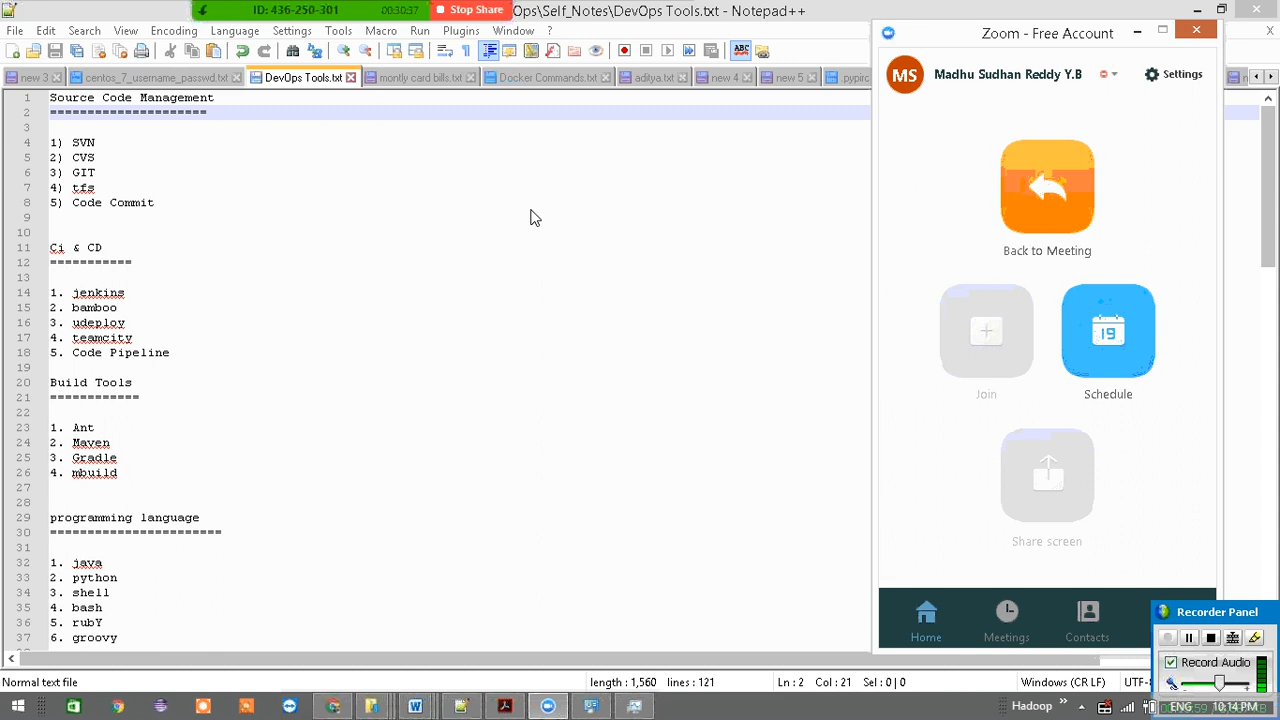 ID: 436-250-301
00:30:37
Stop Share
Ops\Self_Notes\DevOps Tools.txt - Notepad++
File Edit Search View Encoding Language Settings Tools Macro Run Plug
new 3
centos_7_username_pass
DevOps Tools.txt
montly card bills.txt
new 4
new 5
1 Source Code Management
2 =====================
3
4 1) SVN
5 2) CVS
6 3) GIT
7 4) tfs
8 5) Code Commit
9
10
11 Ci & CD
12 ===========
13
14 1. jenkins
15 2. bamboo
16 3. udeploy
17 4. teamcity
18 5. Code Pipeline
19
20 Build Tools
21 ============
22
23 1. Ant
24 2. Maven
25 3. Gradle
26 4. mbuild
27
28
29 programming language
30 =======================
31
32 1. java
33 2. python
34 3. shell
35 4. bash
36 5. rubY
37 6. groovy
Normal text file
length : 1,560 lines : 121
Ln : 2 Col : 21 Sel : 0 | 0
Windows (CR LF)
UTF-8
Zoom - Free Account
MS
Madhu Sudhan Reddy Y.B
Settings
Back to Meeting
Join
19
Schedule
Share screen
Home
Meetings
Contacts
Recorder Panel
Record Audio
Hadoop
ENG
10:14 PM